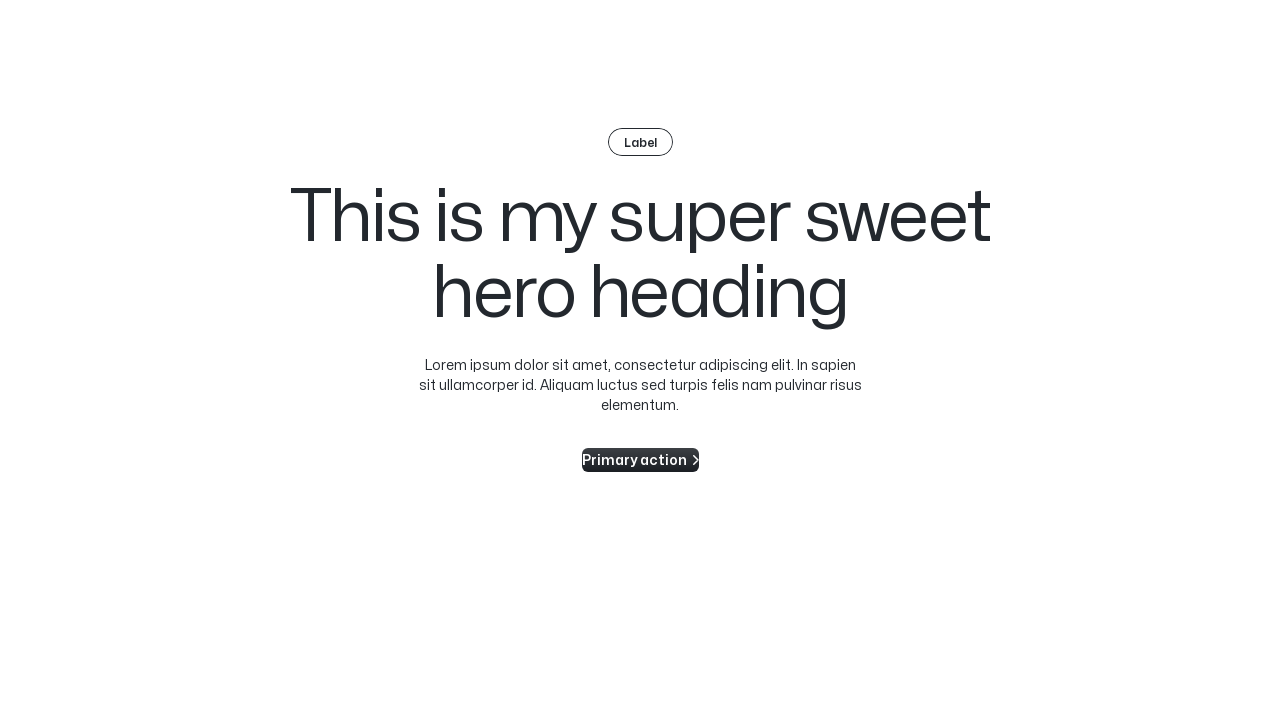 Label
This is my super sweet
hero heading
Lorem ipsum dolor sit amet, consectetur adipiscing elit. In sapien
sit ullamcorper id. Aliquam luctus sed turpis felis nam pulvinar risus
elementum.
Primary action